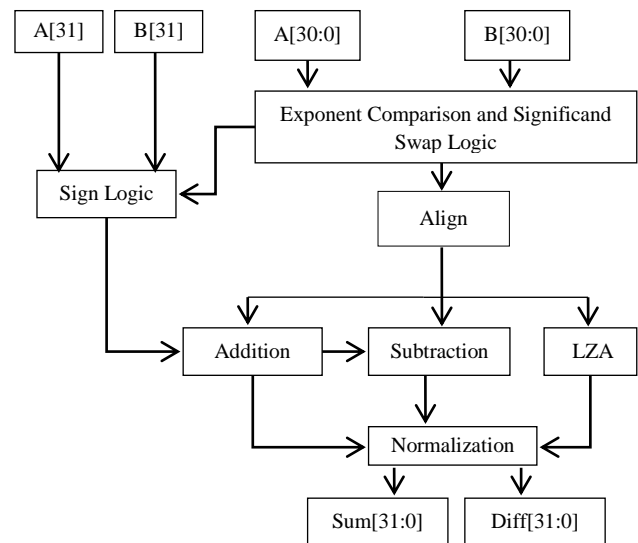 A[31]
B[31]
A[30:0]
B[30:0]
Exponent Comparison and Significand
Swap Logic
Sign Logic
Align
Addition
Subtraction
LZA
Normalization
Sum[31:0]
Diff[31:0]